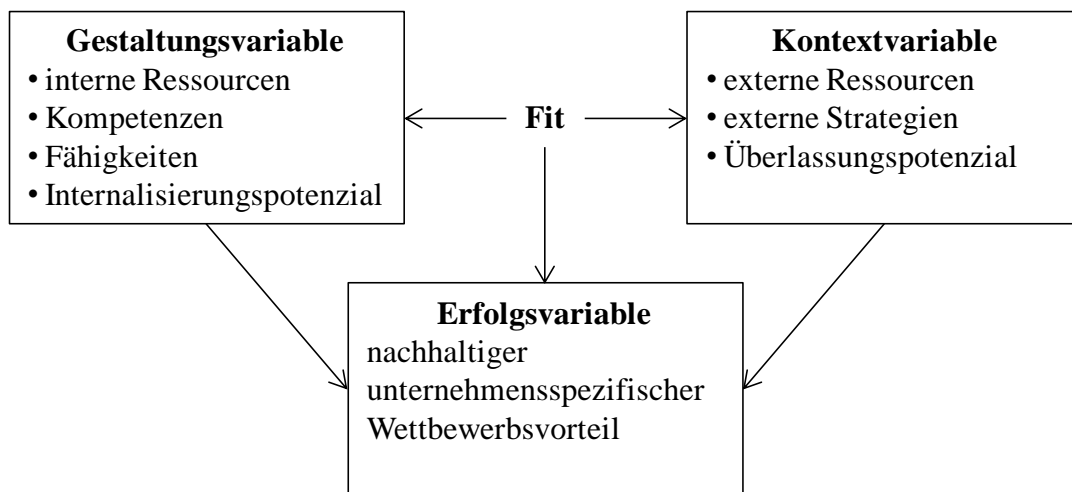 Gestaltungsvariable
• interne Ressourcen
• Kompetenzen
• Fähigkeiten
• Internalisierungspotenzial
Fit
Kontextvariable
• externe Ressourcen
• externe Strategien
• Überlassungspotenzial
Erfolgsvariable
nachhaltiger
unternehmensspezifischer
Wettbewerbsvorteil